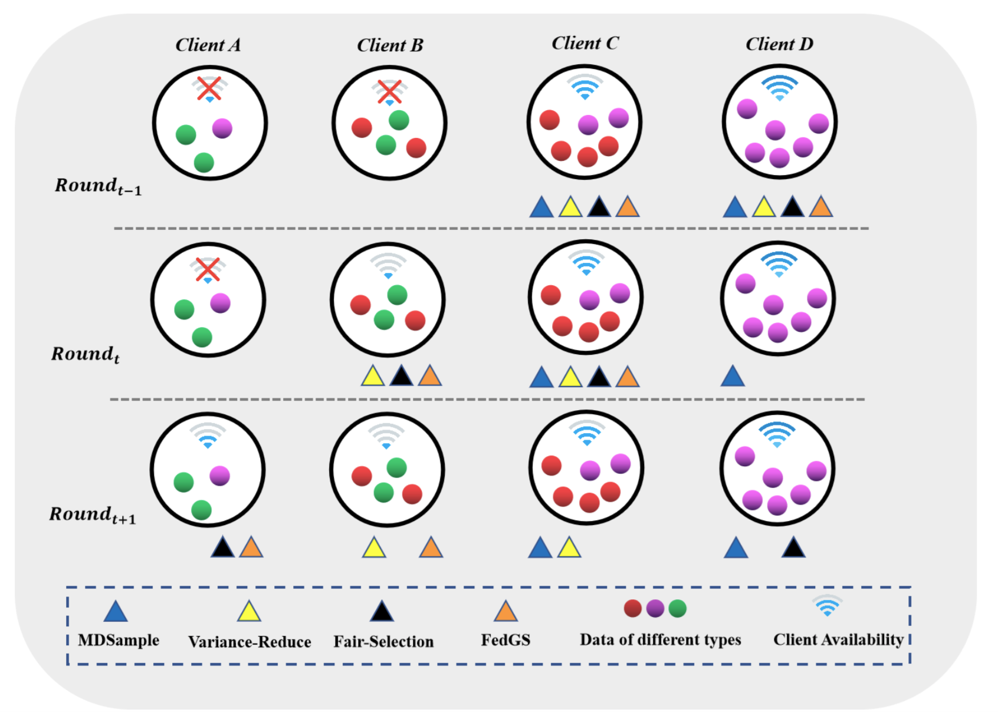 Client A Client B Client C Client D
Round_{t−1}
Round_t
Round_{t+1}
MDSample Variance-Reduce Fair-Selection FedGS Data of different types Client Availability